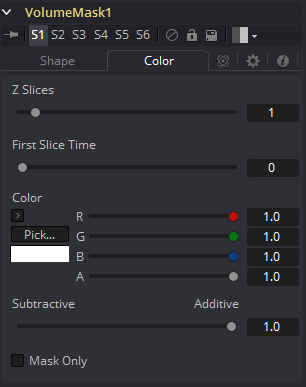 VolumeMask1
S1 S2 S3 S4 S5 S6
Shape Color
Z Slices
1
First Slice Time
0
Color
R 1.0
Pick... G 1.0
B 1.0
A 1.0
Subtractive Additive
1.0
Mask Only